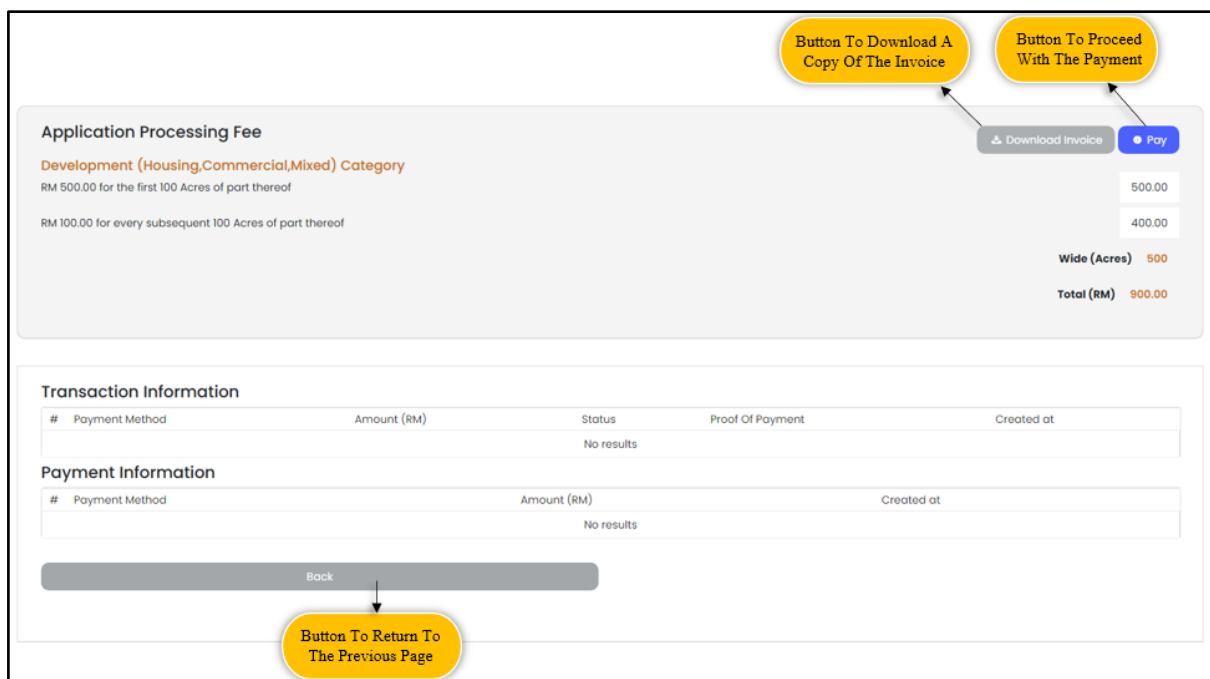 Button To Download A
Copy Of The Invoice
Button To Proceed
With The Payment
Application Processing Fee
Download Invoice
Pay
Development (Housing,Commercial,Mixed) Category
RM 500.00 for the first 100 Acres of part thereof
500.00
RM 100.00 for every subsequent 100 Acres of part thereof
400.00
Wide (Acres) 500
Total (RM) 900.00
Transaction Information
# Payment Method Amount (RM) Status Proof Of Payment Created at
No results
Payment Information
# Payment Method Amount (RM) Created at
No results
Back
Button To Return To
The Previous Page